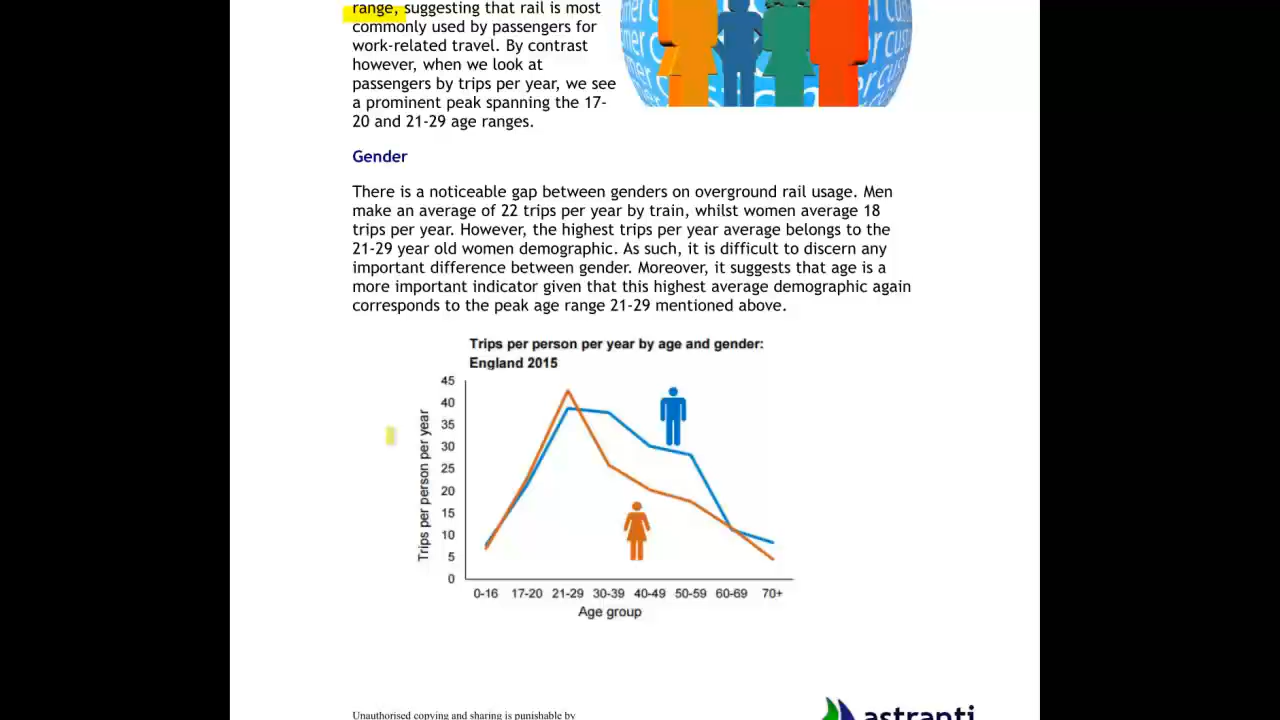 range, suggesting that rail is most
commonly used by passengers for
work-related travel. By contrast
however, when we look at
passengers by trips per year, we see
a prominent peak spanning the 17-
20 and 21-29 age ranges.
Gender
There is a noticeable gap between genders on overground rail usage. Men
make an average of 22 trips per year by train, whilst women average 18
trips per year. However, the highest trips per year average belongs to the
21-29 year old women demographic. As such, it is difficult to discern any
important difference between gender. Moreover, it suggests that age is a
more important indicator given that this highest average demographic again
corresponds to the peak age range 21-29 mentioned above.
Trips per person per year by age and gender:
England 2015
Trips per person per year
45
40
35
30
25
20
15
10
5
0
0-16 17-20 21-29 30-39 40-49 50-59 60-69 70+
Age group
Unauthorised copying and sharing is punishable by
astranti